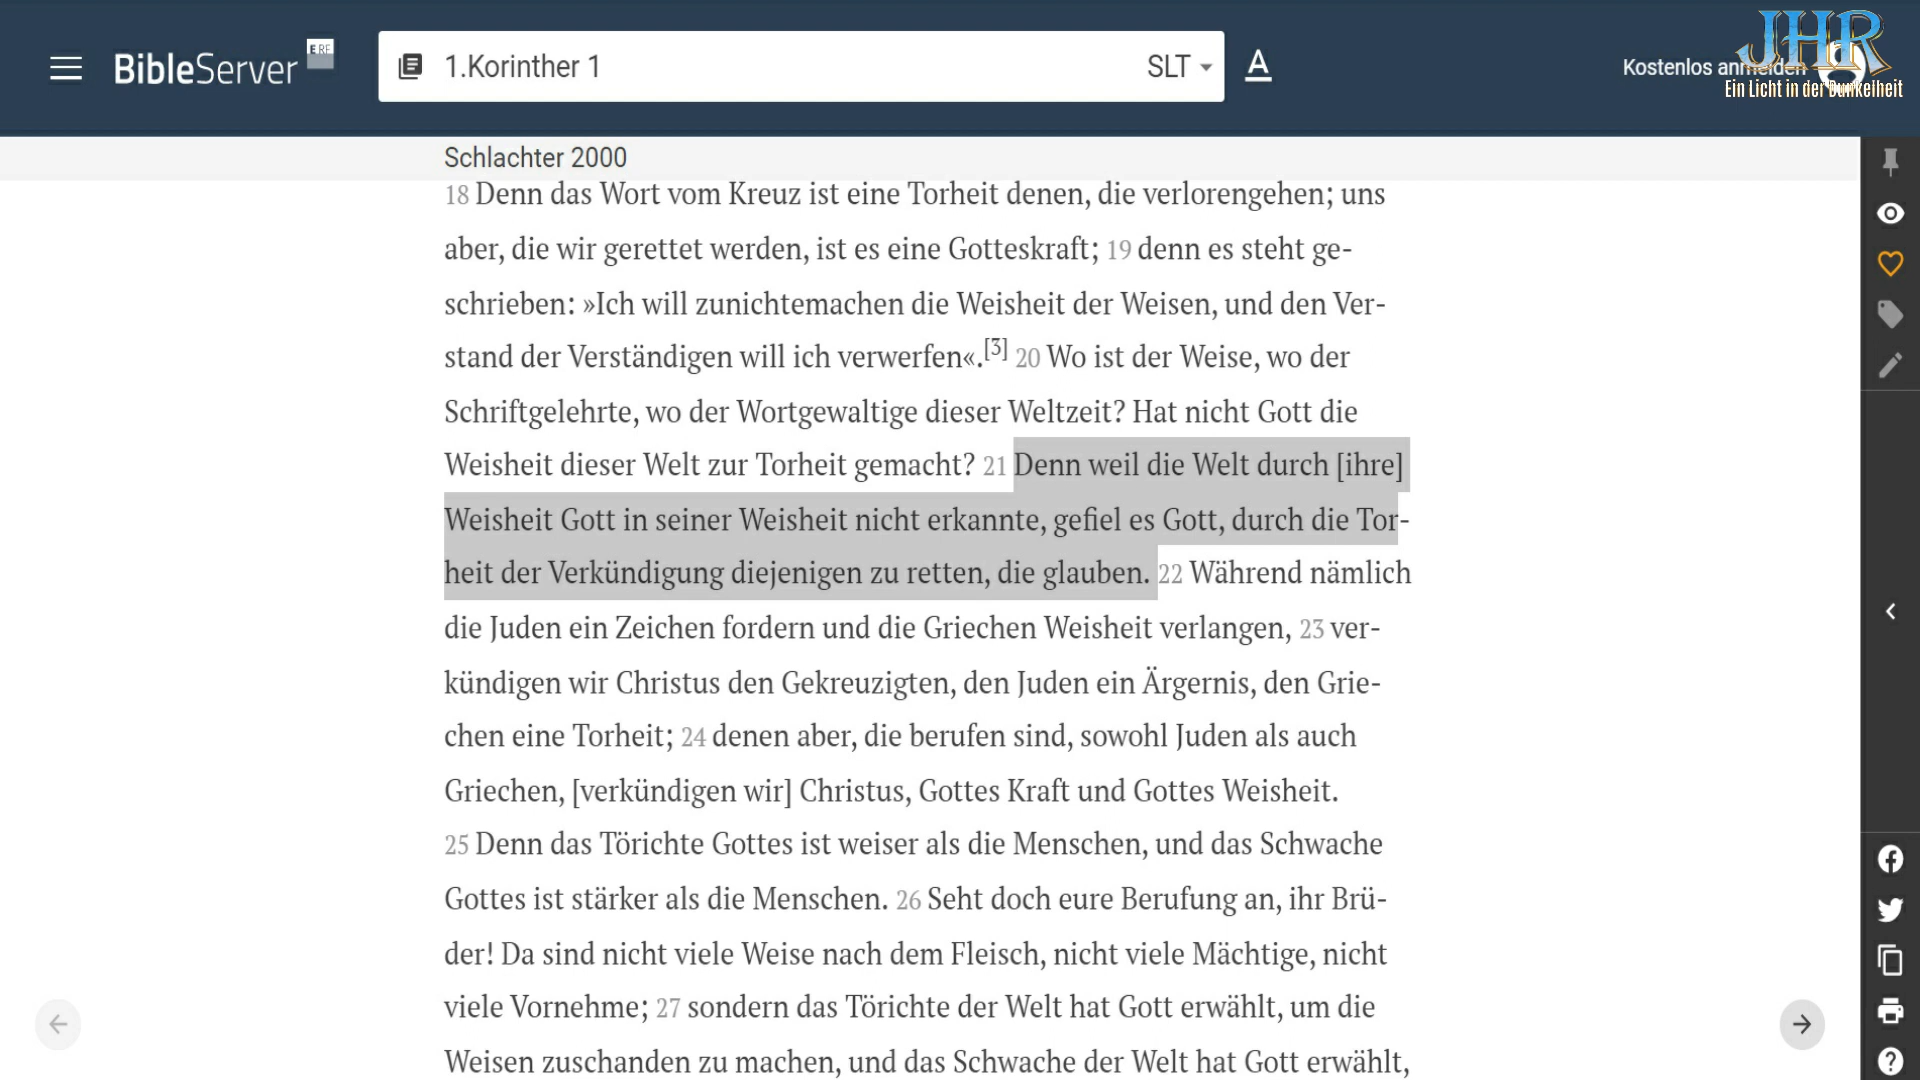 BibleServer
ERF
1.Korinther 1
SLT
A
Kostenlos anmelden
JHR
Ein Licht in der Dunkelheit
Schlachter 2000
18 Denn das Wort vom Kreuz ist eine Torheit denen, die verlorengehen; uns
aber, die wir gerettet werden, ist es eine Gotteskraft; 19 denn es steht ge-
schrieben: »Ich will zunichtemachen die Weisheit der Weisen, und den Ver-
stand der Verständigen will ich verwerfen«.[3] 20 Wo ist der Weise, wo der
Schriftgelehrte, wo der Wortgewaltige dieser Weltzeit? Hat nicht Gott die
Weisheit dieser Welt zur Torheit gemacht? 21 Denn weil die Welt durch [ihre]
Weisheit Gott in seiner Weisheit nicht erkannte, gefiel es Gott, durch die Tor-
heit der Verkündigung diejenigen zu retten, die glauben. 22 Während nämlich
die Juden ein Zeichen fordern und die Griechen Weisheit verlangen, 23 ver-
kündigen wir Christus den Gekreuzigten, den Juden ein Ärgernis, den Grie-
chen eine Torheit; 24 denen aber, die berufen sind, sowohl Juden als auch
Griechen, [verkündigen wir] Christus, Gottes Kraft und Gottes Weisheit.
25 Denn das Törichte Gottes ist weiser als die Menschen, und das Schwache
Gottes ist stärker als die Menschen. 26 Seht doch eure Berufung an, ihr Brü-
der! Da sind nicht viele Weise nach dem Fleisch, nicht viele Mächtige, nicht
viele Vornehme; 27 sondern das Törichte der Welt hat Gott erwählt, um die
Weisen zuschanden zu machen, und das Schwache der Welt hat Gott erwählt,